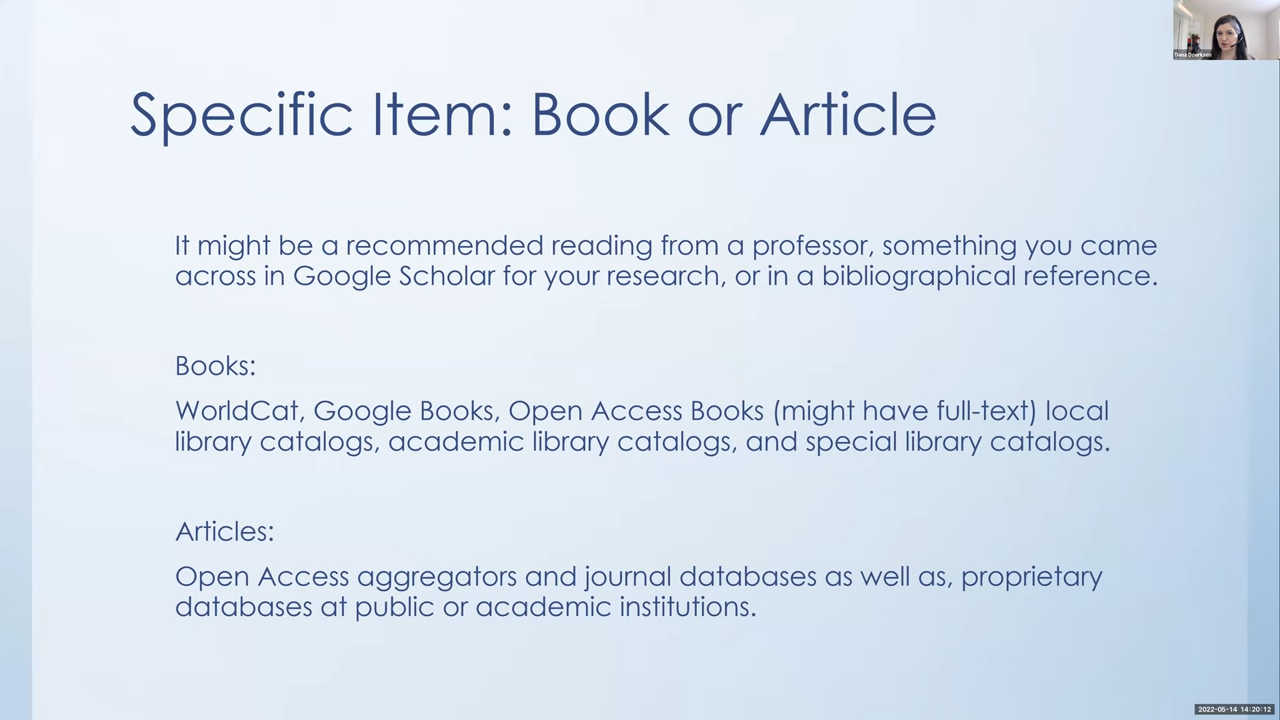 Dana Doerksen
Specific Item: Book or Article
It might be a recommended reading from a professor, something you came
across in Google Scholar for your research, or in a bibliographical reference.
Books:
WorldCat, Google Books, Open Access Books (might have full-text) local
library catalogs, academic library catalogs, and special library catalogs.
Articles:
Open Access aggregators and journal databases as well as, proprietary
databases at public or academic institutions.
2022-05-14 14:20:12